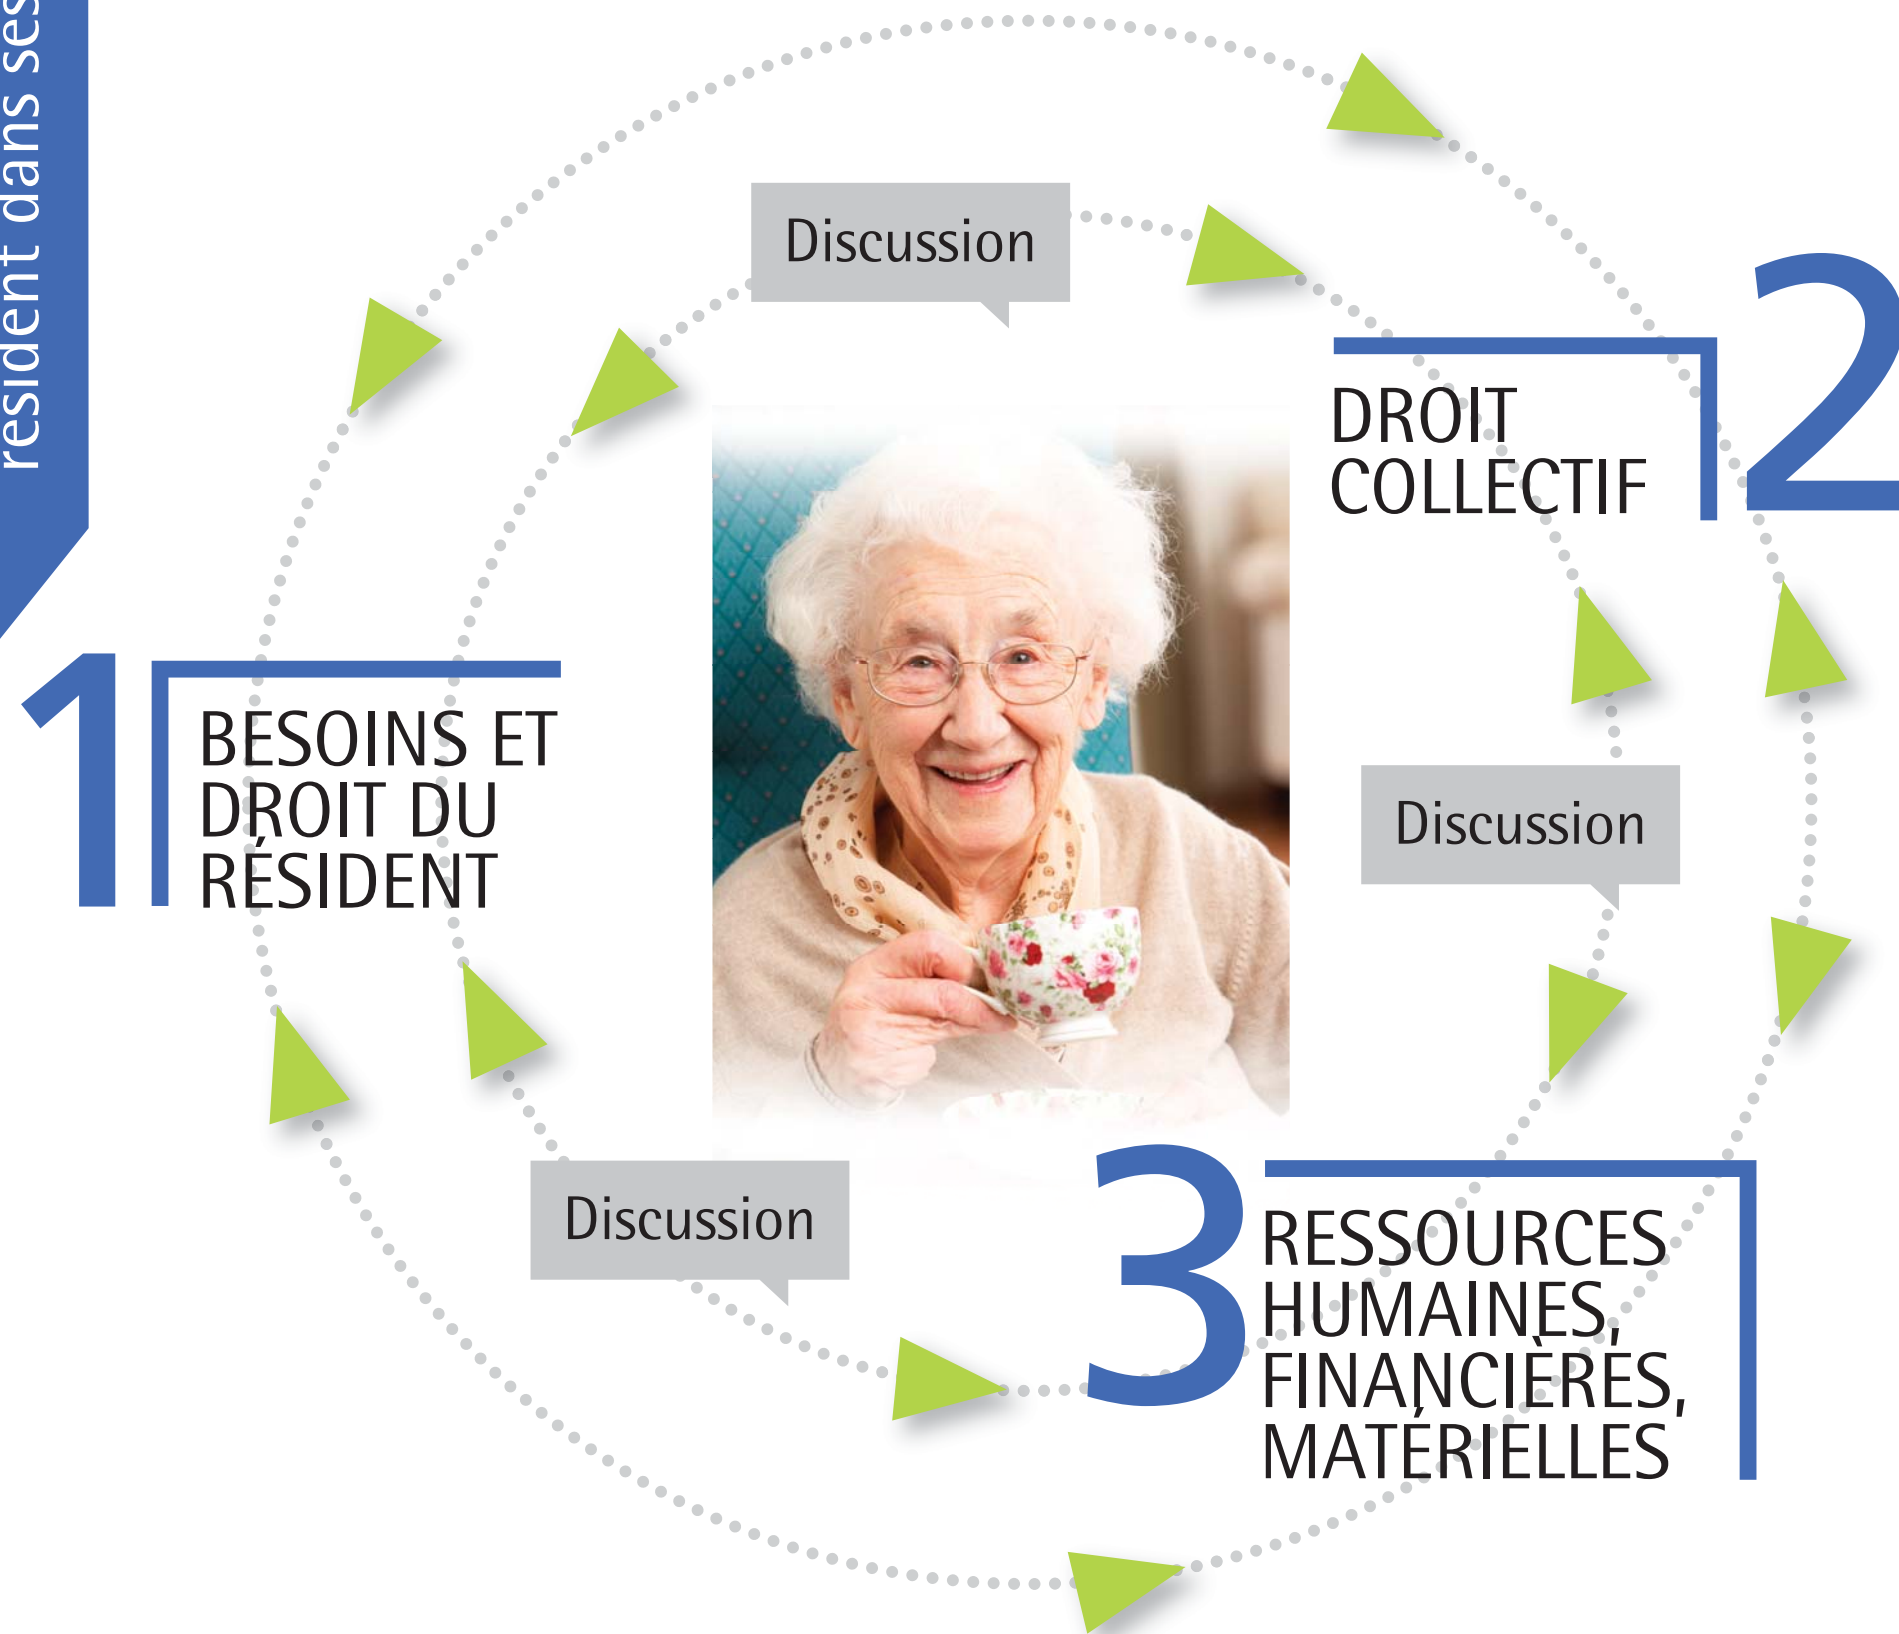 résident dans ses
Discussion
2
DROIT
COLLECTIF
1
BESOINS ET
DROIT DU
RÉSIDENT
Discussion
Discussion
3
RESSOURCES
HUMAINES,
FINANCIÈRES,
MATÉRIELLES